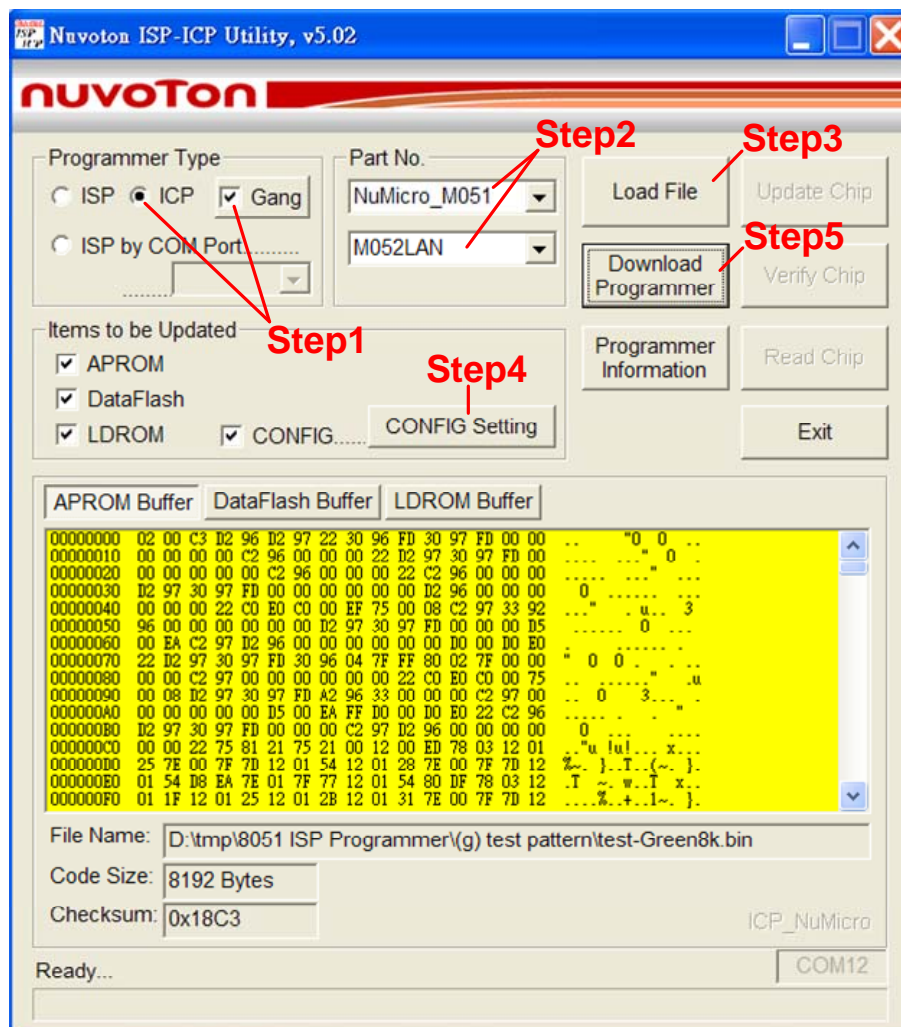 Nuvoton ISP-ICP Utility, v5.02
nuvoTon
Step2
Step3
Programmer Type
Part No.
ISP ICP Gang
NuMicro_M051
Load File
Update Chip
ISP by COM Port..........
M052LAN
Step5
Download Programmer
Verify Chip
Step1
Items to be Updated
APROM
Step4
Programmer Information
Read Chip
DataFlash
LDROM CONFIG...... CONFIG Setting
Exit
APROM Buffer DataFlash Buffer LDROM Buffer
00000000 02 00 C3 D2 96 D2 97 22 30 96 FD 30 97 FD 00 00
00000010 00 00 00 00 C2 96 00 00 00 22 D2 97 30 97 FD 00
00000020 00 00 00 00 00 C2 96 00 00 00 22 C2 96 00 00 00
00000030 D2 97 30 97 FD 00 00 00 00 00 00 D2 96 00 00 00
00000040 00 00 00 22 C0 E0 C0 00 EF 75 00 08 C2 97 33 92
00000050 96 00 00 00 00 00 00 D2 97 30 97 FD 00 00 00 D5
00000060 00 EA C2 97 D2 96 00 00 00 00 00 00 D0 00 D0 E0
00000070 22 D2 97 30 97 FD 30 96 04 7F FF 80 02 7F 00 00
00000080 00 00 C2 97 00 00 00 00 00 00 22 C0 E0 C0 00 75
00000090 00 08 D2 97 30 97 FD A2 96 33 00 00 00 C2 97 00
000000A0 00 00 00 00 00 D5 00 EA FF D0 00 D0 E0 22 C2 96
000000B0 D2 97 30 97 FD 00 00 00 C2 97 D2 96 00 00 00 00
000000C0 00 00 22 75 81 21 75 21 00 12 00 ED 78 03 12 01
000000D0 25 7E 00 7F 7D 12 01 54 12 01 28 7E 00 7F 7D 12
000000E0 01 54 D8 EA 7E 01 7F 77 12 01 54 80 DF 78 03 12
000000F0 01 1F 12 01 25 12 01 2B 12 01 31 7E 00 7F 7D 12
File Name: D:\tmp\8051 ISP Programmer\(g) test pattern\test-Green8k.bin
Code Size: 8192 Bytes
Checksum: 0x18C3
ICP_NuMicro
Ready...
COM12